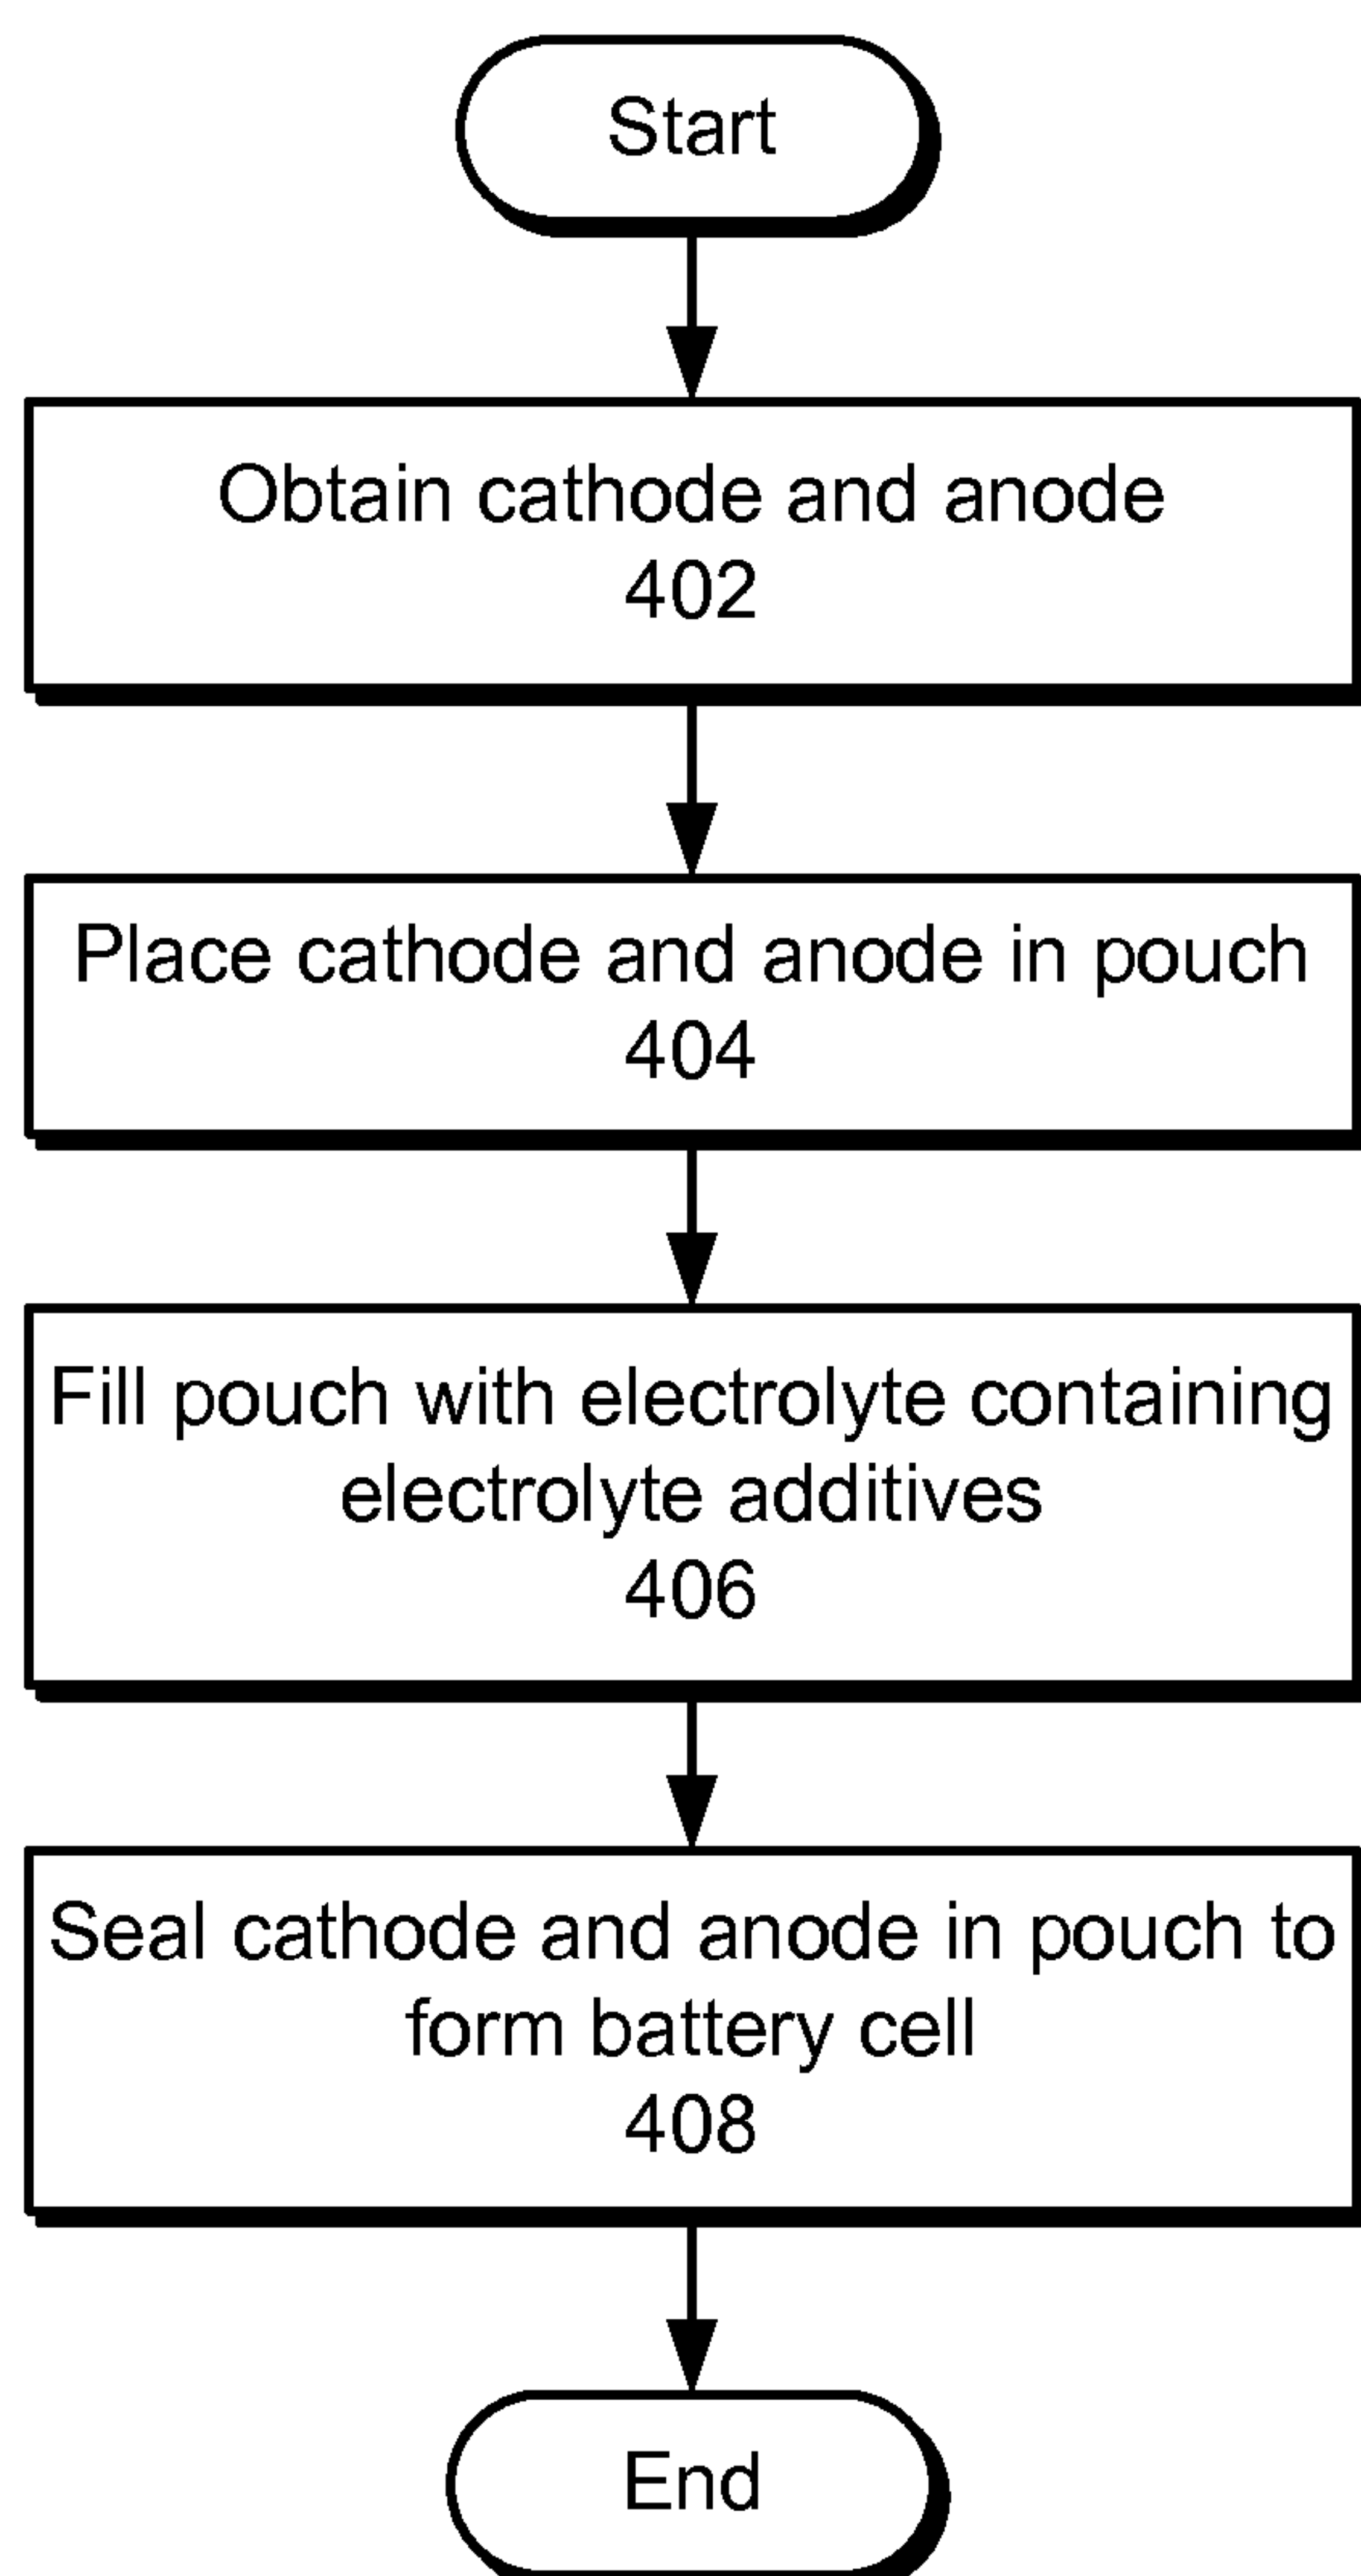 Start
Obtain cathode and anode
402
Place cathode and anode in pouch
404
Fill pouch with electrolyte containing
electrolyte additives
406
Seal cathode and anode in pouch to
form battery cell
408
End